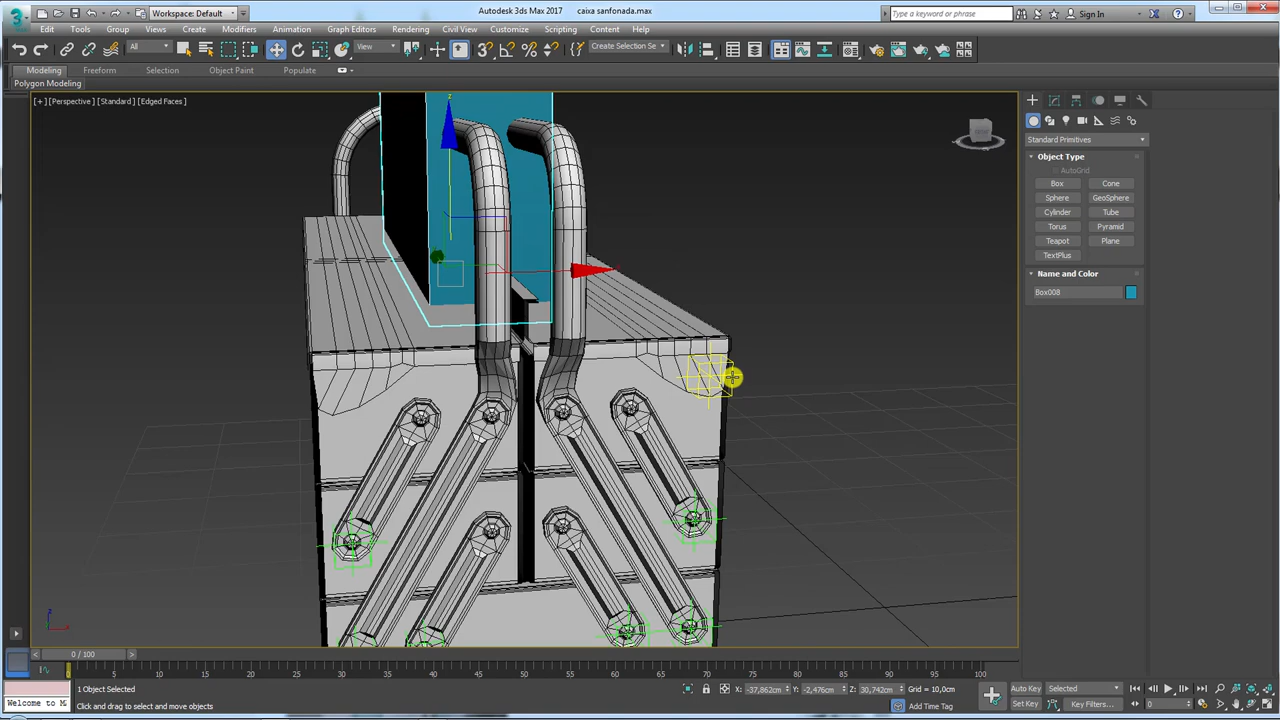 Workspace: Default
Autodesk 3ds Max 2017
caixa sanfonada.max
Type a keyword or phrase
Sign In
Edit Tools Group Views Create Modifiers Animation Graph Editors Rendering Civil View Customize Scripting Content Help
All
View
Create Selection Se
Modeling Freeform Selection Object Paint Populate
Polygon Modeling
[+] [Perspective] [Standard] [Edged Faces]
z
Standard Primitives
Object Type
AutoGrid
Box Cone
Sphere GeoSphere
Cylinder Tube
Torus Pyramid
Teapot Plane
TextPlus
Name and Color
Box008
0 / 100
5 10 15 20 25 30 35 40 45 50 55 60 65 70 75 80 85 90 95 100
1 Object Selected
X: -37,862cm Y: -2,476cm Z: 30,742cm Grid = 10,0cm
Auto Key Selected
Welcome to M
Click and drag to select and move objects
Add Time Tag
Set Key Key Filters...
0